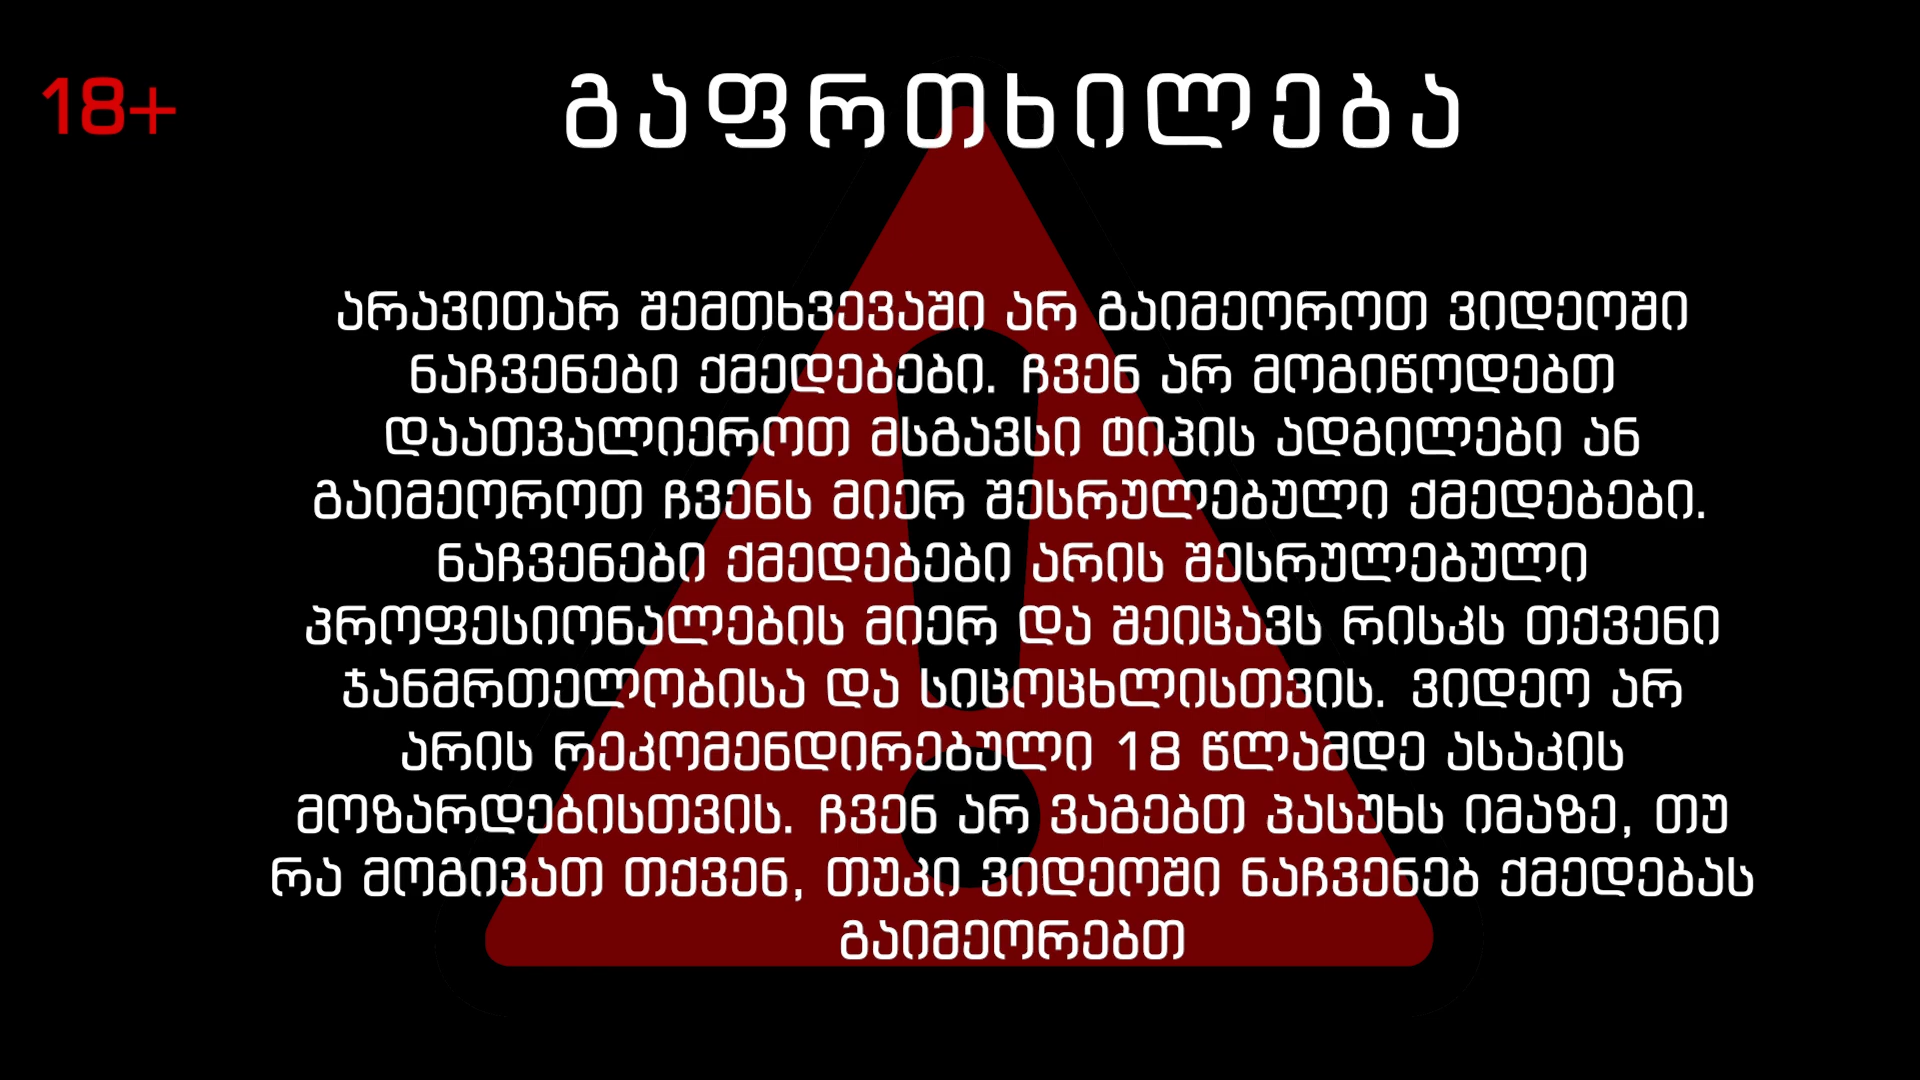 18+
გაფრთხილება
არავითარ შემთხვევაში არ გაიმეოროთ ვიდეოში
ნაჩვენები ქმედებები. ჩვენ არ მოგიწოდებთ
დაათვალიეროთ მსგავსი ტიპის ადგილები ან
გაიმეოროთ ჩვენს მიერ შესრულებული ქმედებები.
ნაჩვენები ქმედებები არის შესრულებული
პროფესიონალების მიერ და შეიცავს რისკს თქვენი
ჯანმრთელობისა და სიცოცხლისთვის. ვიდეო არ
არის რეკომენდირებული 18 წლამდე ასაკის
მოზარდებისთვის. ჩვენ არ ვაგებთ პასუხს იმაზე, თუ
რა მოგივათ თქვენ, თუკი ვიდეოში ნაჩვენებ ქმედებას
გაიმეორებთ